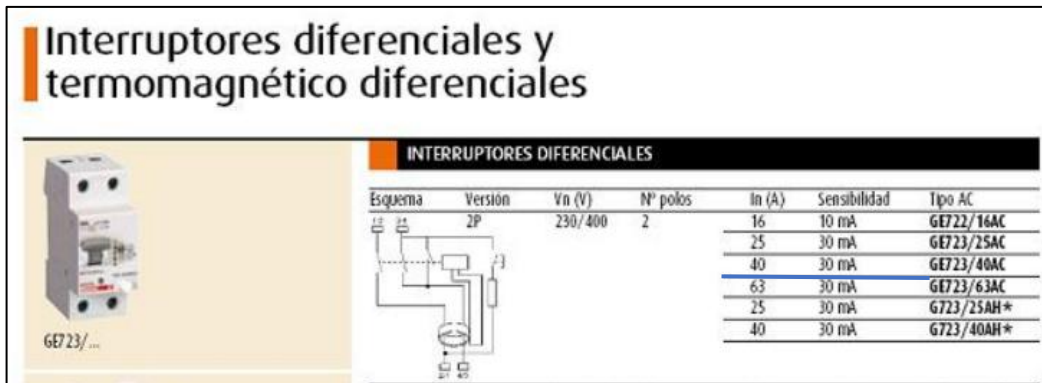 Interruptores diferenciales y
termomagnético diferenciales
INTERRUPTORES DIFERENCIALES
Esquema Versión Vn (V) Nº polos In (A) Sensibilidad Tipo AC
2P 230/400 2 16 10 mA GE722/16AC
25 30 mA GE723/25AC
40 30 mA GE723/40AC
63 30 mA GE723/63AC
25 30 mA G723/25AH*
40 30 mA G723/40AH*
GE723/...